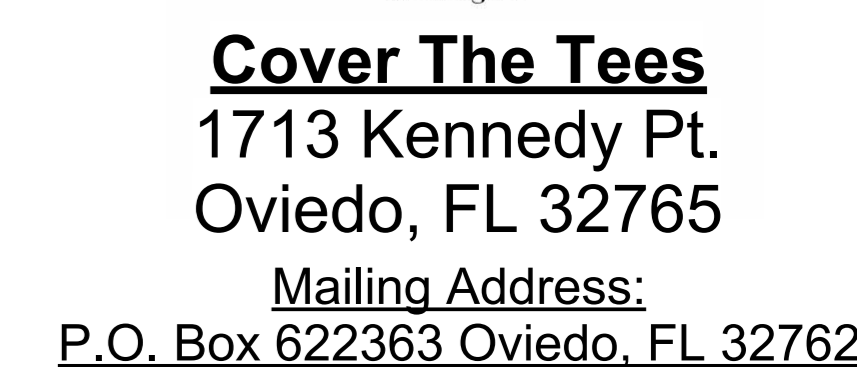 Cover The Tees
1713 Kennedy Pt.
Oviedo, FL 32765
Mailing Address:
P.O. Box 622363 Oviedo, FL 32762